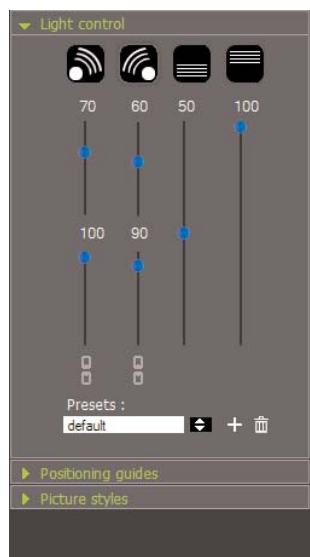 Light control
70 60 50 100
100 90
Presets :
default
Positioning guides
Picture styles